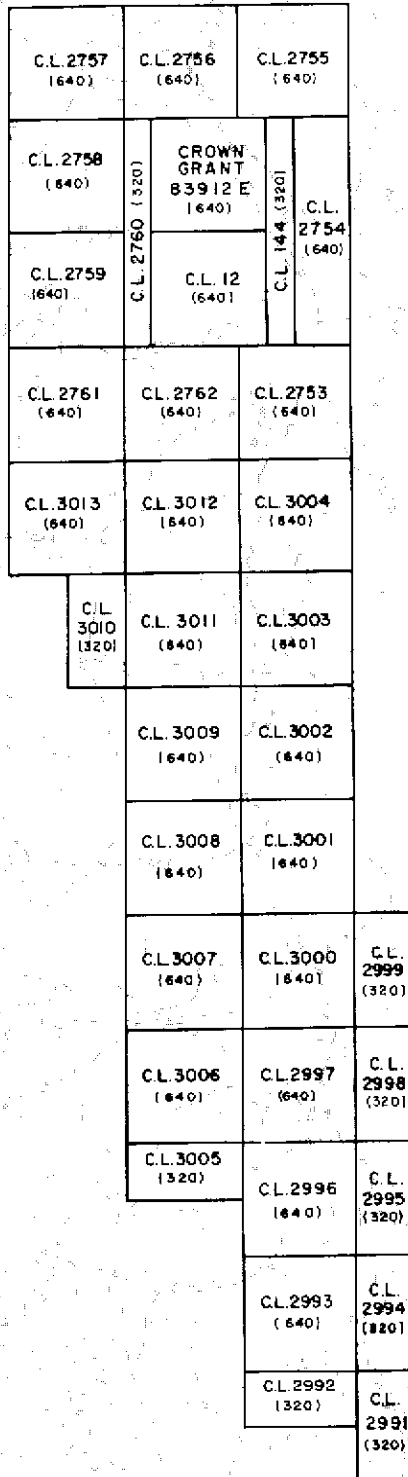 C.L.2757
(640)
C.L.2756
(640)
C.L.2755
(640)
C.L.2758
(640)
C.L.2760 (320)
CROWN
GRANT
83912 E
(640)
C.L. 144 (320)
C.L.
2754
(640)
C.L.2759
(640)
C.L. 12
(640)
C.L.2761
(640)
C.L.2762
(640)
C.L.2753
(640)
C.L.3013
(640)
C.L.3012
(640)
C.L.3004
(640)
C.L.
3010
(320)
C.L. 3011
(640)
C.L.3003
(640)
C.L. 3009
(640)
C.L.3002
(640)
C.L.3008
(640)
C.L.3001
(640)
C.L.3007
(640)
C.L.3000
(640)
C.L.
2999
(320)
C.L.3006
(640)
C.L.2997
(640)
C.L.
2998
(320)
C.L.3005
(320)
C.L.2996
(640)
C.L.
2995
(320)
C.L.2993
(640)
C.L.
2994
(320)
C.L.2992
(320)
C.L.
2991
(320)